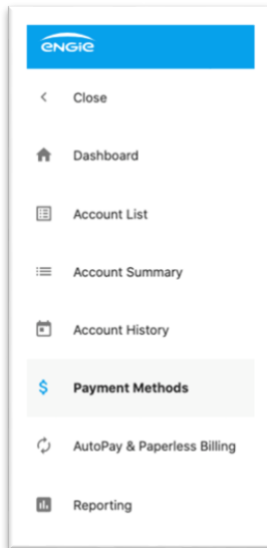 ENGIE
Close
Dashboard
Account List
Account Summary
Account History
$ Payment Methods
AutoPay & Paperless Billing
Reporting